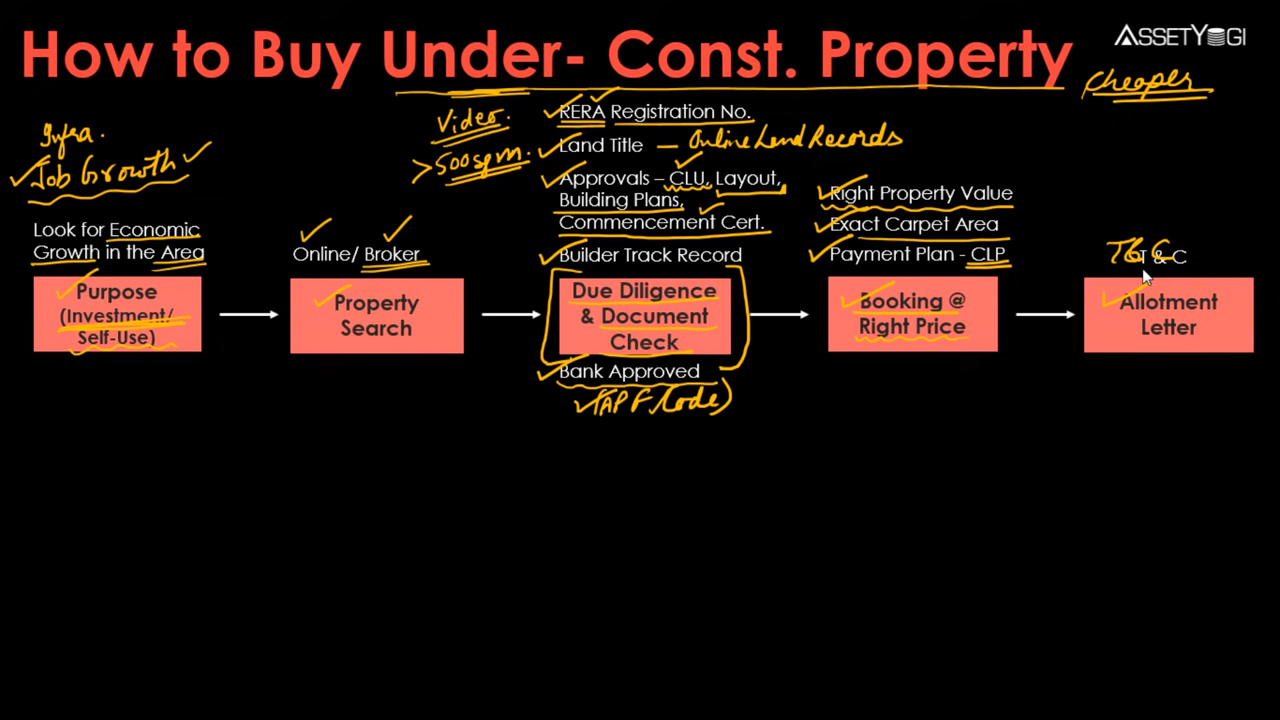 How to Buy Under- Const. Property
ASSETYOGI
Cheaper
Infra.
Job Growth
Look for Economic
Growth in the Area
Purpose
(Investment/
Self-Use)
Online/ Broker
Property
Search
Video.
>500 sqm.
RERA Registration No.
Land Title — Online Land Records
Approvals – CLU, Layout,
Building Plans,
Commencement Cert.
Builder Track Record
Due Diligence
& Document
Check
Bank Approved
(APF Code)
Right Property Value
Exact Carpet Area
Payment Plan - CLP
Booking @
Right Price
T&C
T & C
Allotment
Letter